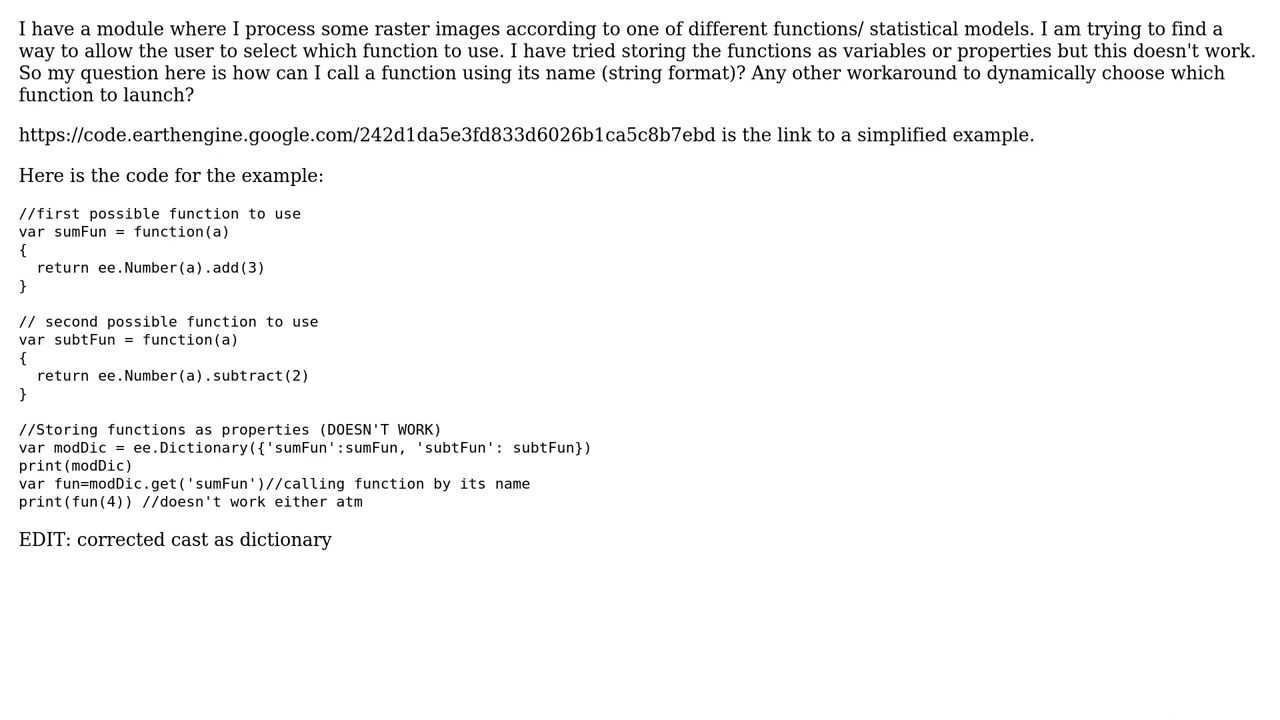 I have a module where I process some raster images according to one of different functions/ statistical models. I am trying to find a
way to allow the user to select which function to use. I have tried storing the functions as variables or properties but this doesn't work.
So my question here is how can I call a function using its name (string format)? Any other workaround to dynamically choose which
function to launch?
https://code.earthengine.google.com/242d1da5e3fd833d6026b1ca5c8b7ebd is the link to a simplified example.
Here is the code for the example:
//first possible function to use
var sumFun = function(a)
{
  return ee.Number(a).add(3)
}
// second possible function to use
var subtFun = function(a)
{
  return ee.Number(a).subtract(2)
}
//Storing functions as properties (DOESN'T WORK)
var modDic = ee.Dictionary({'sumFun':sumFun, 'subtFun': subtFun})
print(modDic)
var fun=modDic.get('sumFun')//calling function by its name
print(fun(4)) //doesn't work either atm
EDIT: corrected cast as dictionary